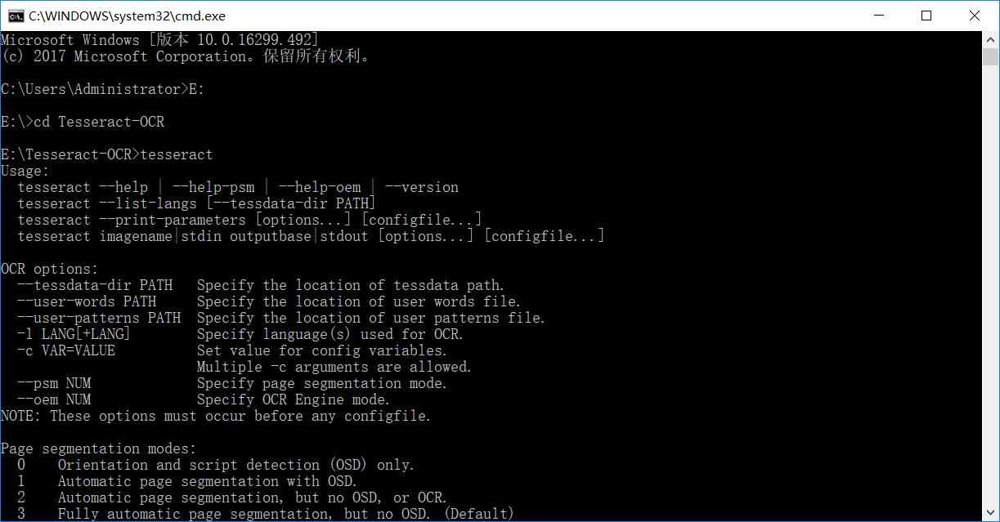 C:\WINDOWS\system32\cmd.exe
Microsoft Windows [版本 10.0.16299.492]
(c) 2017 Microsoft Corporation。保留所有权利。
C:\Users\Administrator>E:
E:\>cd Tesseract-OCR
E:\Tesseract-OCR>tesseract
Usage:
  tesseract --help | --help-psm | --help-oem | --version
  tesseract --list-langs [--tessdata-dir PATH]
  tesseract --print-parameters [options...] [configfile...]
  tesseract imagename|stdin outputbase|stdout [options...] [configfile...]
OCR options:
  --tessdata-dir PATH   Specify the location of tessdata path.
  --user-words PATH     Specify the location of user words file.
  --user-patterns PATH  Specify the location of user patterns file.
  -l LANG[+LANG]        Specify language(s) used for OCR.
  -c VAR=VALUE          Set value for config variables.
                        Multiple -c arguments are allowed.
  --psm NUM             Specify page segmentation mode.
  --oem NUM             Specify OCR Engine mode.
NOTE: These options must occur before any configfile.
Page segmentation modes:
  0    Orientation and script detection (OSD) only.
  1    Automatic page segmentation with OSD.
  2    Automatic page segmentation, but no OSD, or OCR.
  3    Fully automatic page segmentation, but no OSD. (Default)